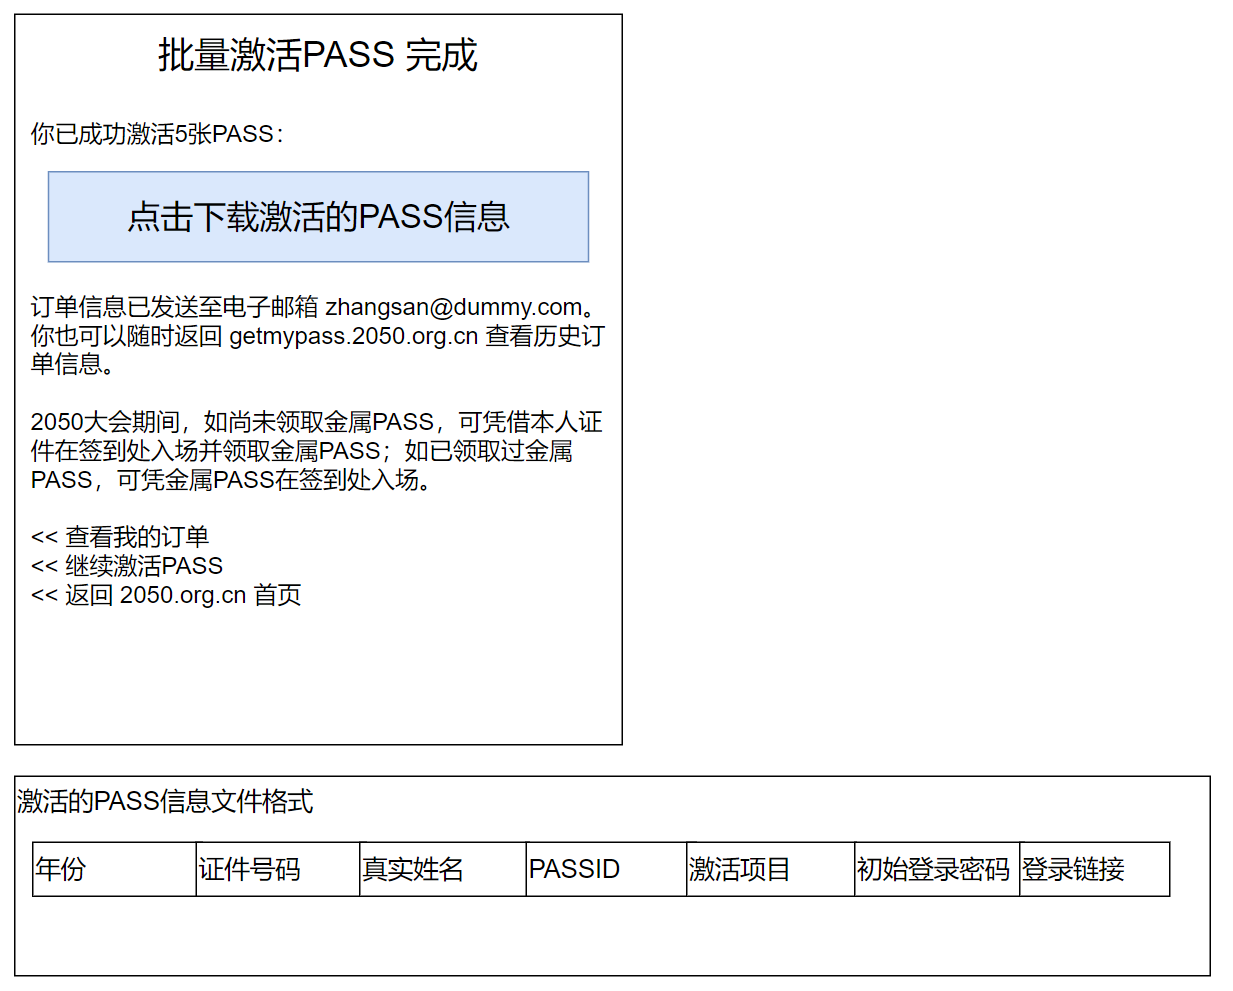 批量激活PASS 完成
你已成功激活5张PASS：
点击下载激活的PASS信息
订单信息已发送至电子邮箱 zhangsan@dummy.com。
你也可以随时返回 getmypass.2050.org.cn 查看历史订
单信息。
2050大会期间，如尚未领取金属PASS，可凭借本人证
件在签到处入场并领取金属PASS；如已领取过金属
PASS，可凭金属PASS在签到处入场。
<< 查看我的订单
<< 继续激活PASS
<< 返回 2050.org.cn 首页
激活的PASS信息文件格式
年份 证件号码 真实姓名 PASSID 激活项目 初始登录密码 登录链接